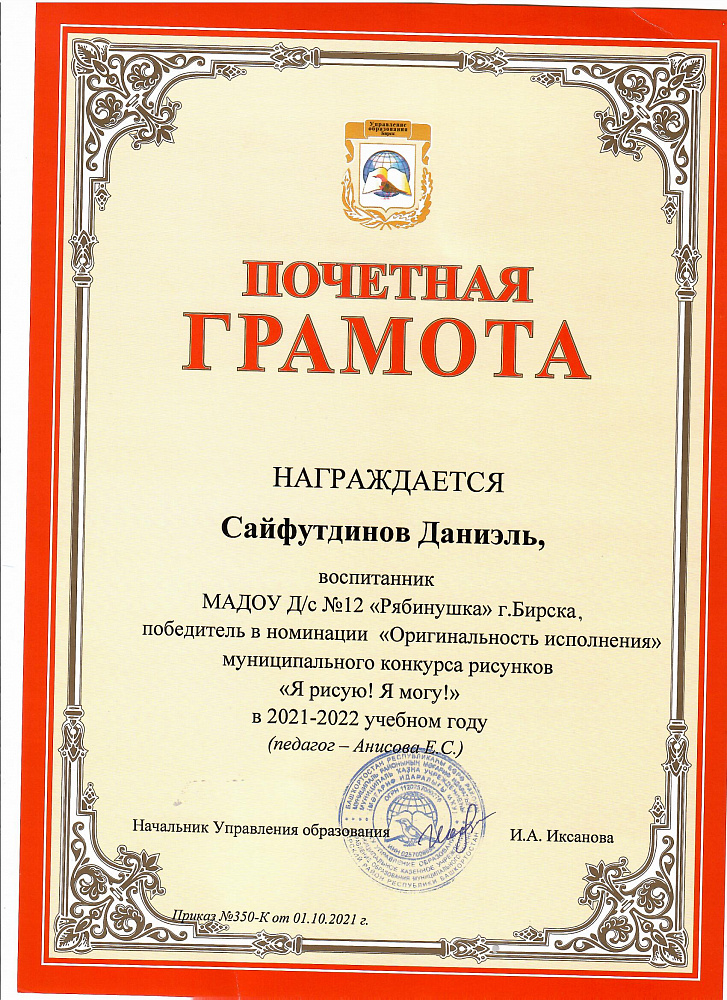 Управление
образования
Бирск
ПОЧЕТНАЯ
ГРАМОТА
НАГРАЖДАЕТСЯ
Сайфутдинов Даниэль,
воспитанник
МАДОУ Д/с №12 «Рябинушка» г.Бирска,
победитель в номинации «Оригинальность исполнения»
муниципального конкурса рисунков
«Я рисую! Я могу!»
в 2021-2022 учебном году
(педагог – Анисова Е.С.)
Начальник Управления образования
И.А. Иксанова
Приказ №350-К от 01.10.2021 г.